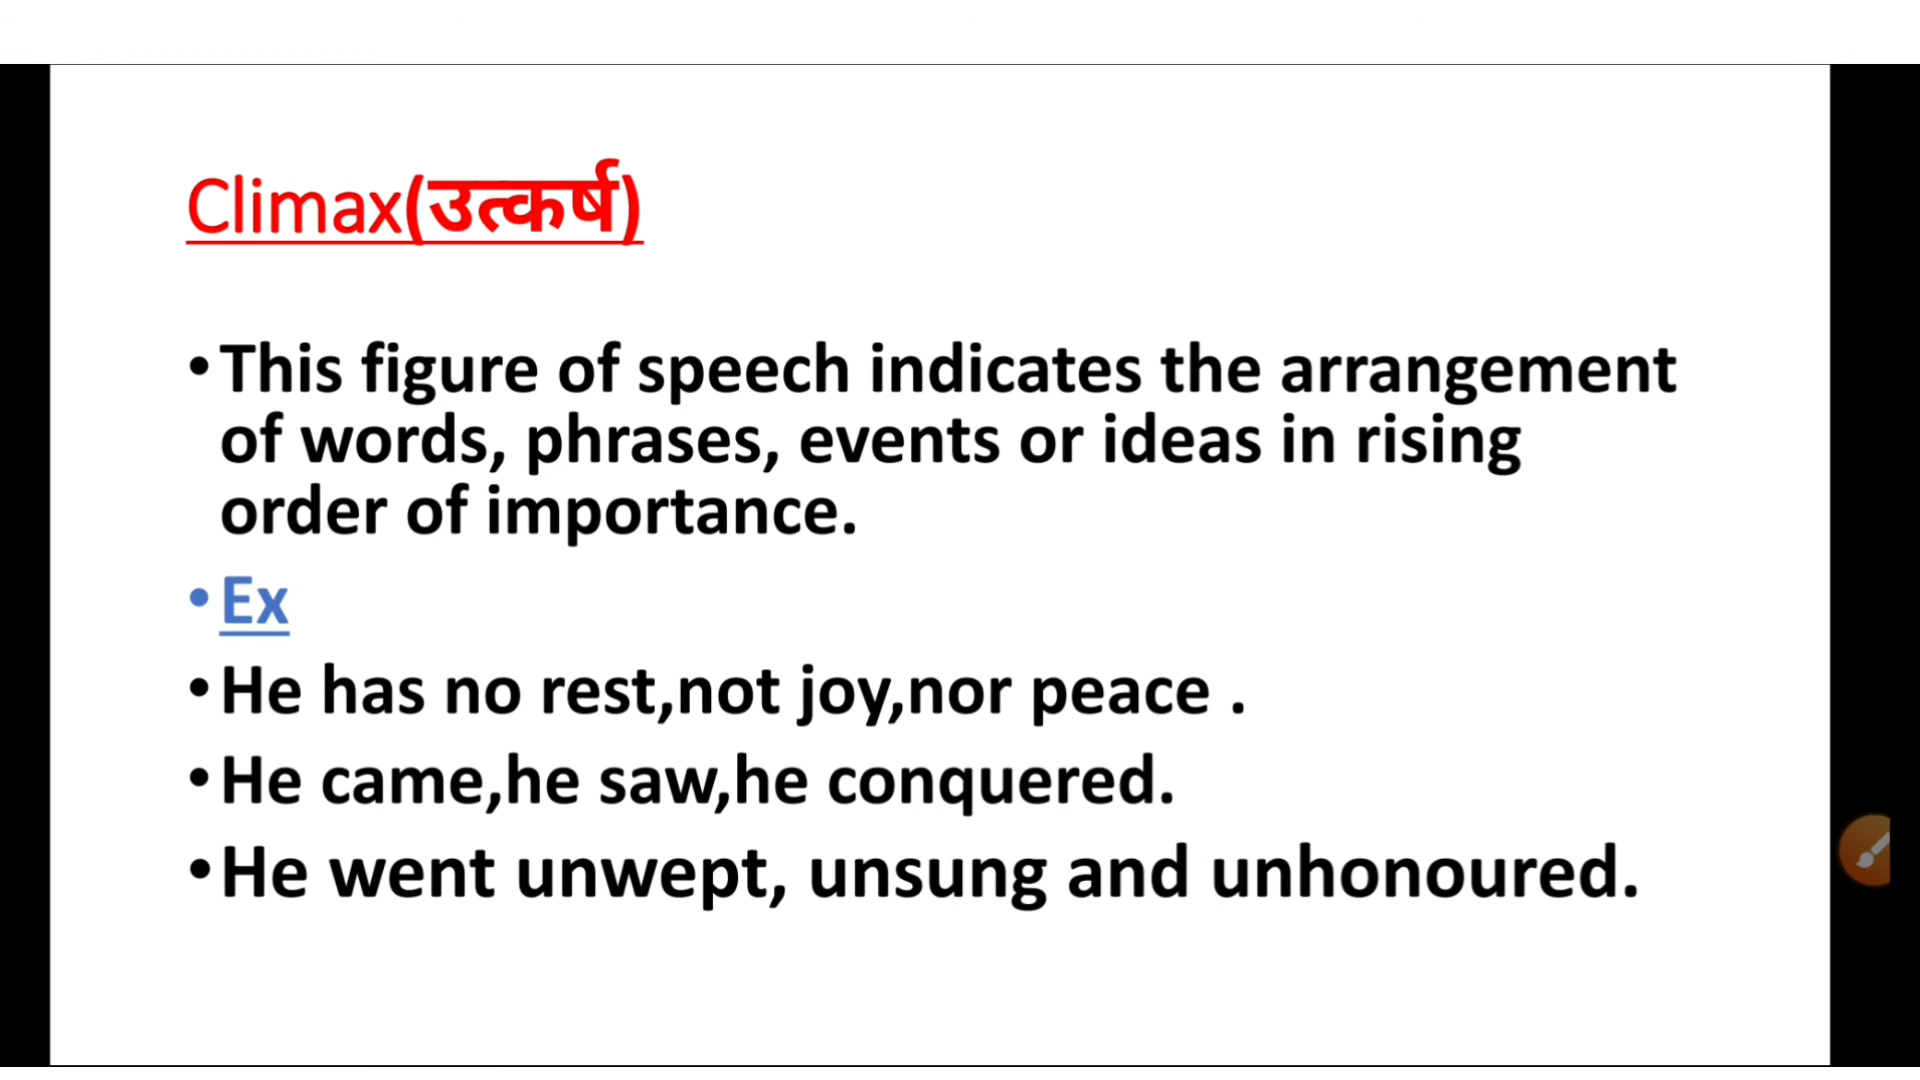 Climax(उत्कर्ष)
•This figure of speech indicates the arrangement
of words, phrases, events or ideas in rising
order of importance.
•Ex
•He has no rest,not joy,nor peace .
•He came,he saw,he conquered.
•He went unwept, unsung and unhonoured.